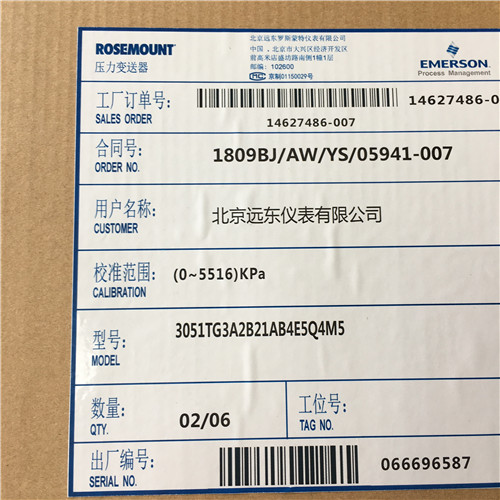 ROSEMOUNT™
压力变送器
北京远东罗斯蒙特仪表有限公司
中国．北京市大兴区经济开发区
前高米店盛坊路南侧1幢1层
邮编：102600
MC 京制01150029号
EMERSON.
Process Management
工厂订单号：
SALES ORDER
14627486-007
14627486-0
合同号：
ORDER NO.
1809BJ/AW/YS/05941-007
用户名称：
CUSTOMER
北京远东仪表有限公司
校准范围：
CALIBRATION
(0~5516)KPa
型号：
MODEL
3051TG3A2B21AB4E5Q4M5
数量：
QTY.
02/06
工位号：
TAG NO.
出厂编号：
SERIAL NO.
066696587